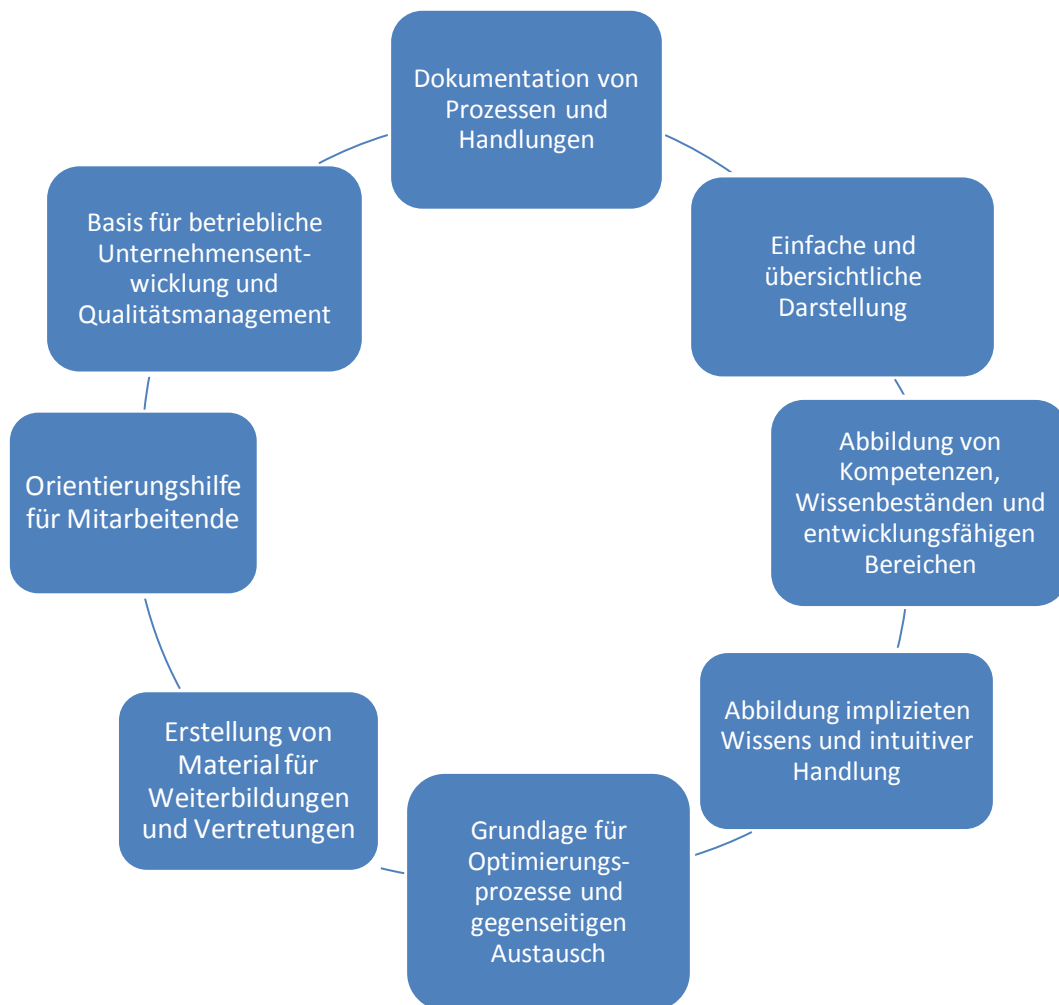 Dokumentation von
Prozessen und
Handlungen
Einfache und
übersichtliche
Darstellung
Abbildung von
Kompetenzen,
Wissenbeständen und
entwicklungsfähigen
Bereichen
Abbildung implizieten
Wissens und intuitiver
Handlung
Grundlage für
Optimierungs-
prozesse und
gegenseitigen
Austausch
Erstellung von
Material für
Weiterbildungen
und Vertretungen
Orientierungshilfe
für Mitarbeitende
Basis für betriebliche
Unternehmensent-
wicklung und
Qualitätsmanagement